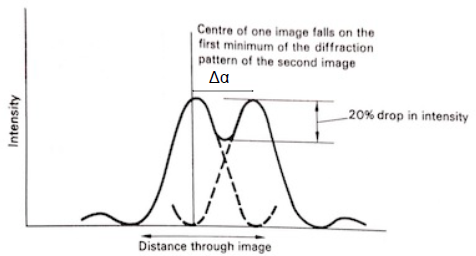 Centre of one image falls on the
first minimum of the diffraction
pattern of the second image
Δα
20% drop in intensity
Intensity
Distance through image